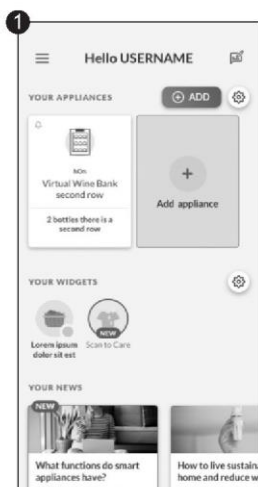 1
Hello USERNAME
YOUR APPLIANCES
ADD
hOn
Virtual Wine Bank
second row
2 bottles there is a
second row
Add appliance
YOUR WIDGETS
NEW
Lorem ipsum
dolor sit est
Scan to Care
YOUR NEWS
NEW
What functions do smart
appliances have?
How to live sustaina
home and reduce w